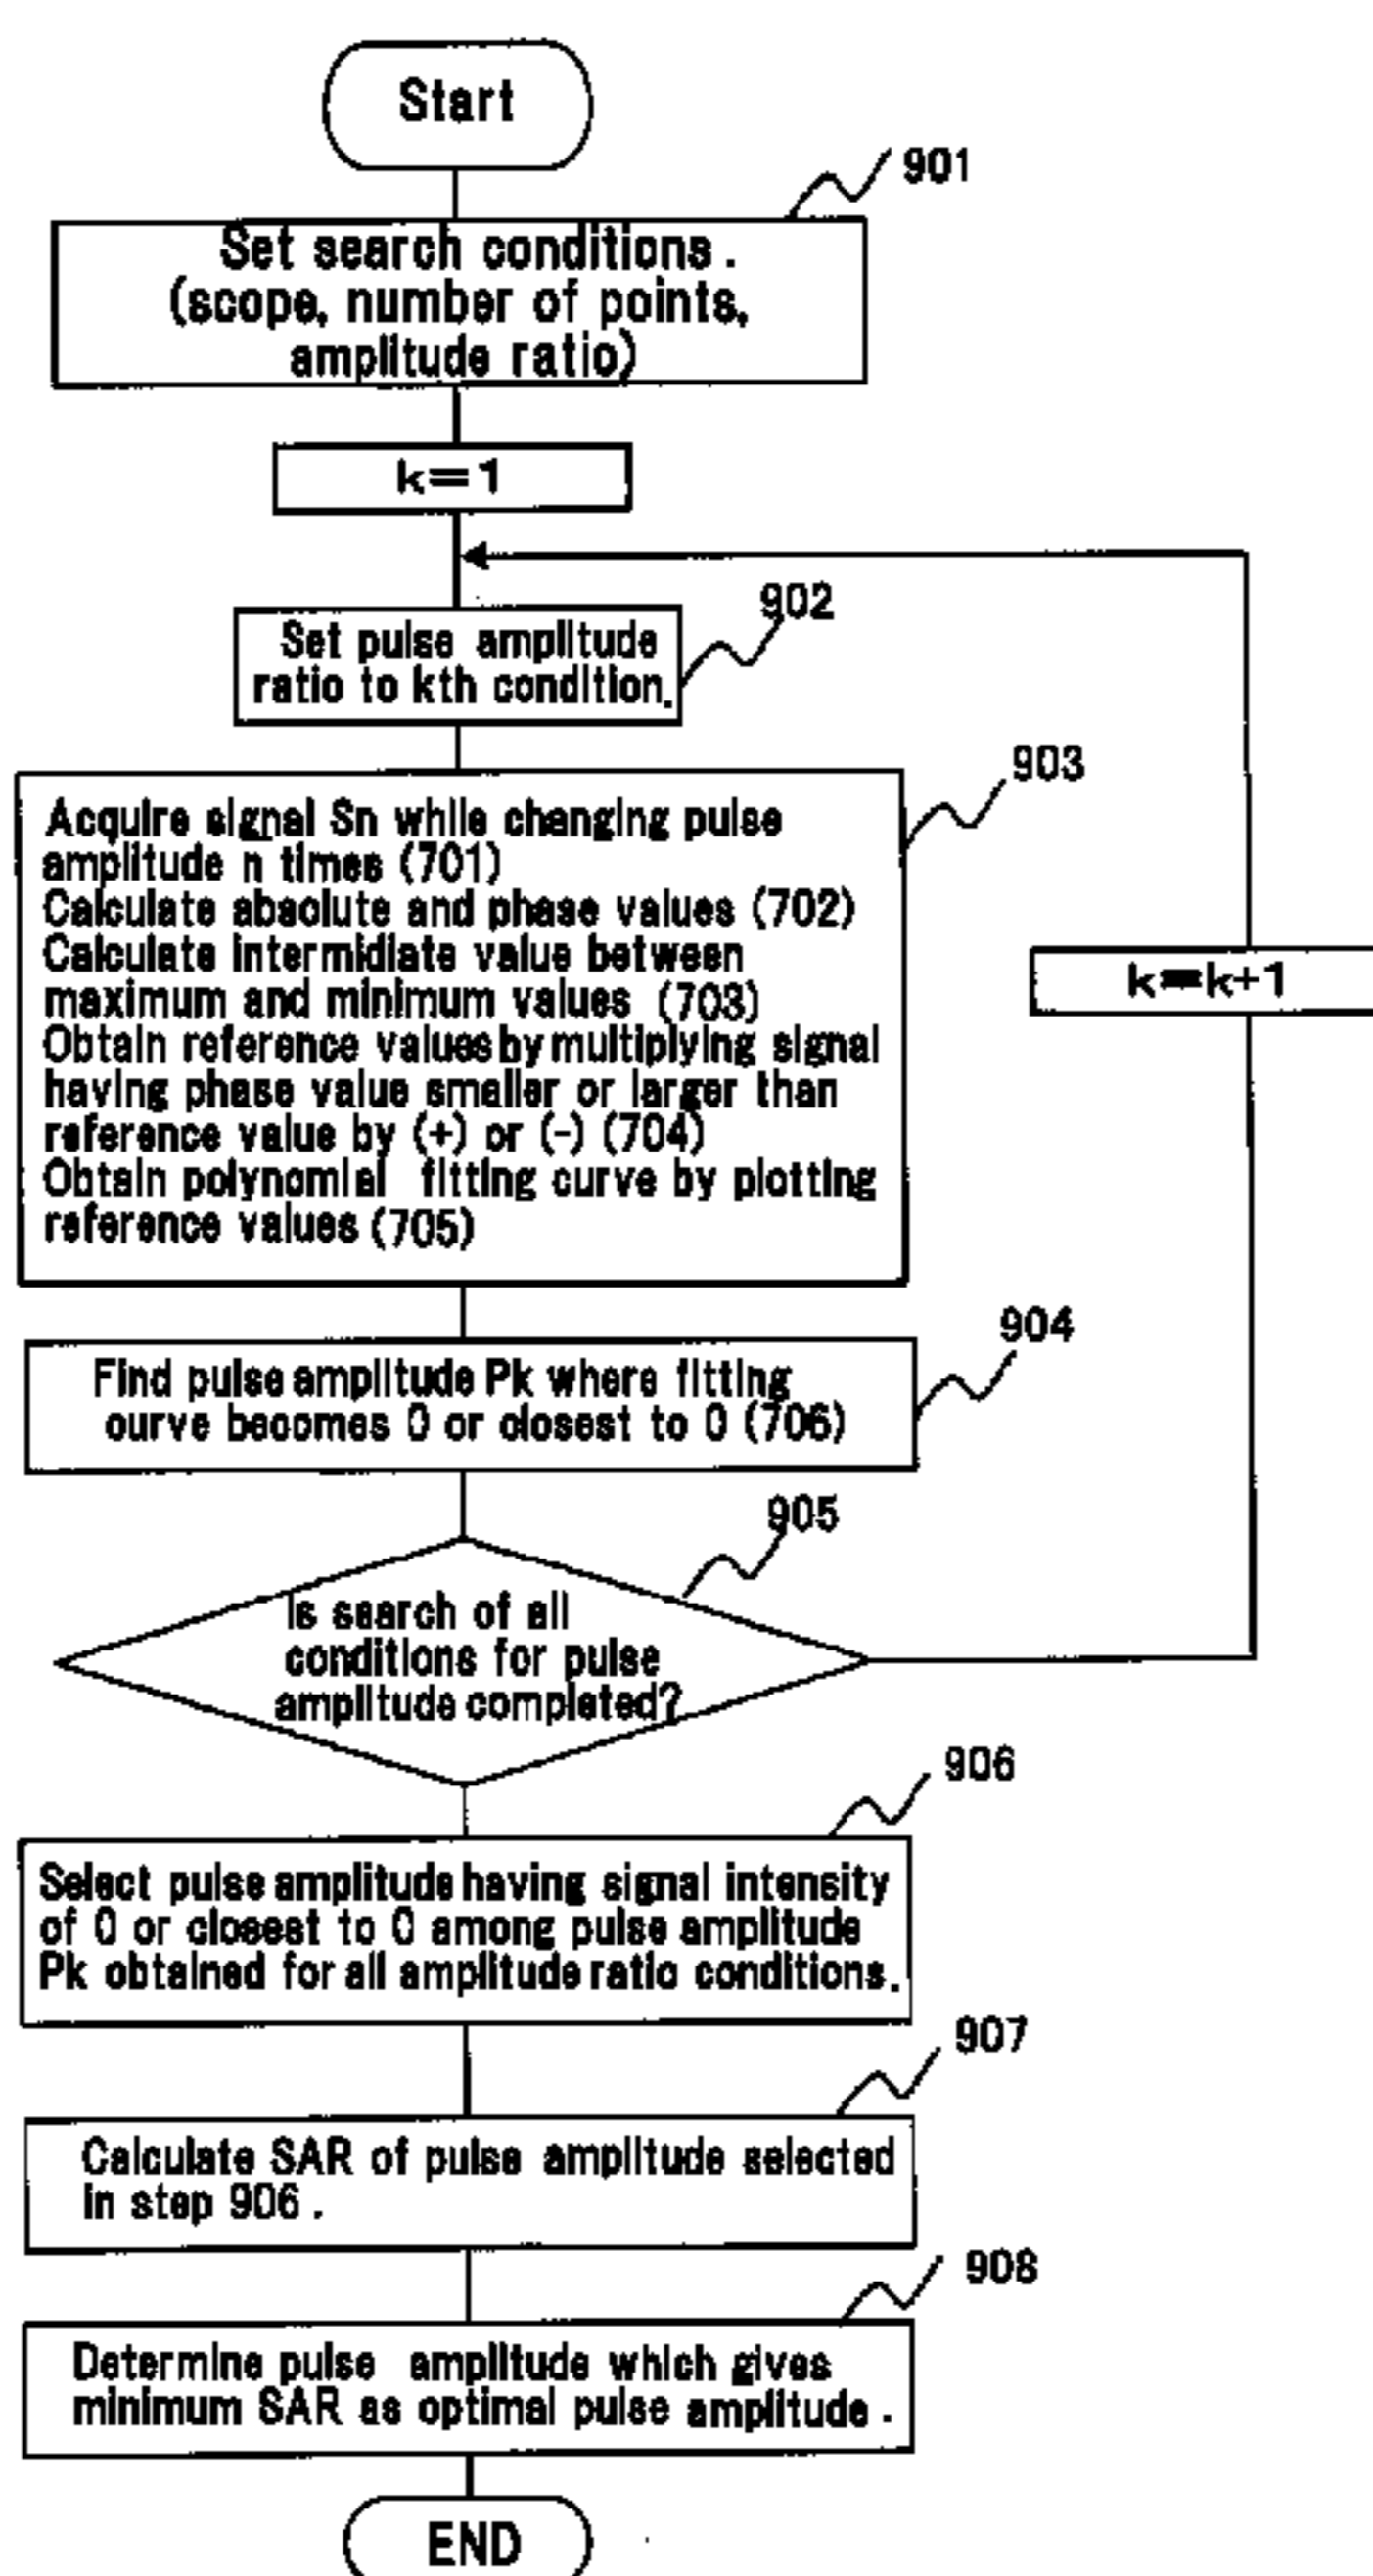 Start
901
Set search conditions.
(scope, number of points,
amplitude ratio)
k=1
902
Set pulse amplitude
ratio to kth condition.
903
Acquire signal Sn while changing pulse
amplitude n times (701)
Calculate absolute and phase values (702)
Calculate intermidiate value between
maximum and minimum values (703)
Obtain reference values by multiplying signal
having phase value smaller or larger than
reference value by (+) or (-) (704)
Obtain polynomial fitting curve by plotting
reference values (705)
k=k+1
904
Find pulse amplitude Pk where fitting
curve becomes 0 or closest to 0 (706)
905
Is search of all
conditions for pulse
amplitude completed?
906
Select pulse amplitude having signal intensity
of 0 or closest to 0 among pulse amplitude
Pk obtained for all amplitude ratio conditions.
907
Calculate SAR of pulse amplitude selected
in step 906.
908
Determine pulse amplitude which gives
minimum SAR as optimal pulse amplitude.
END